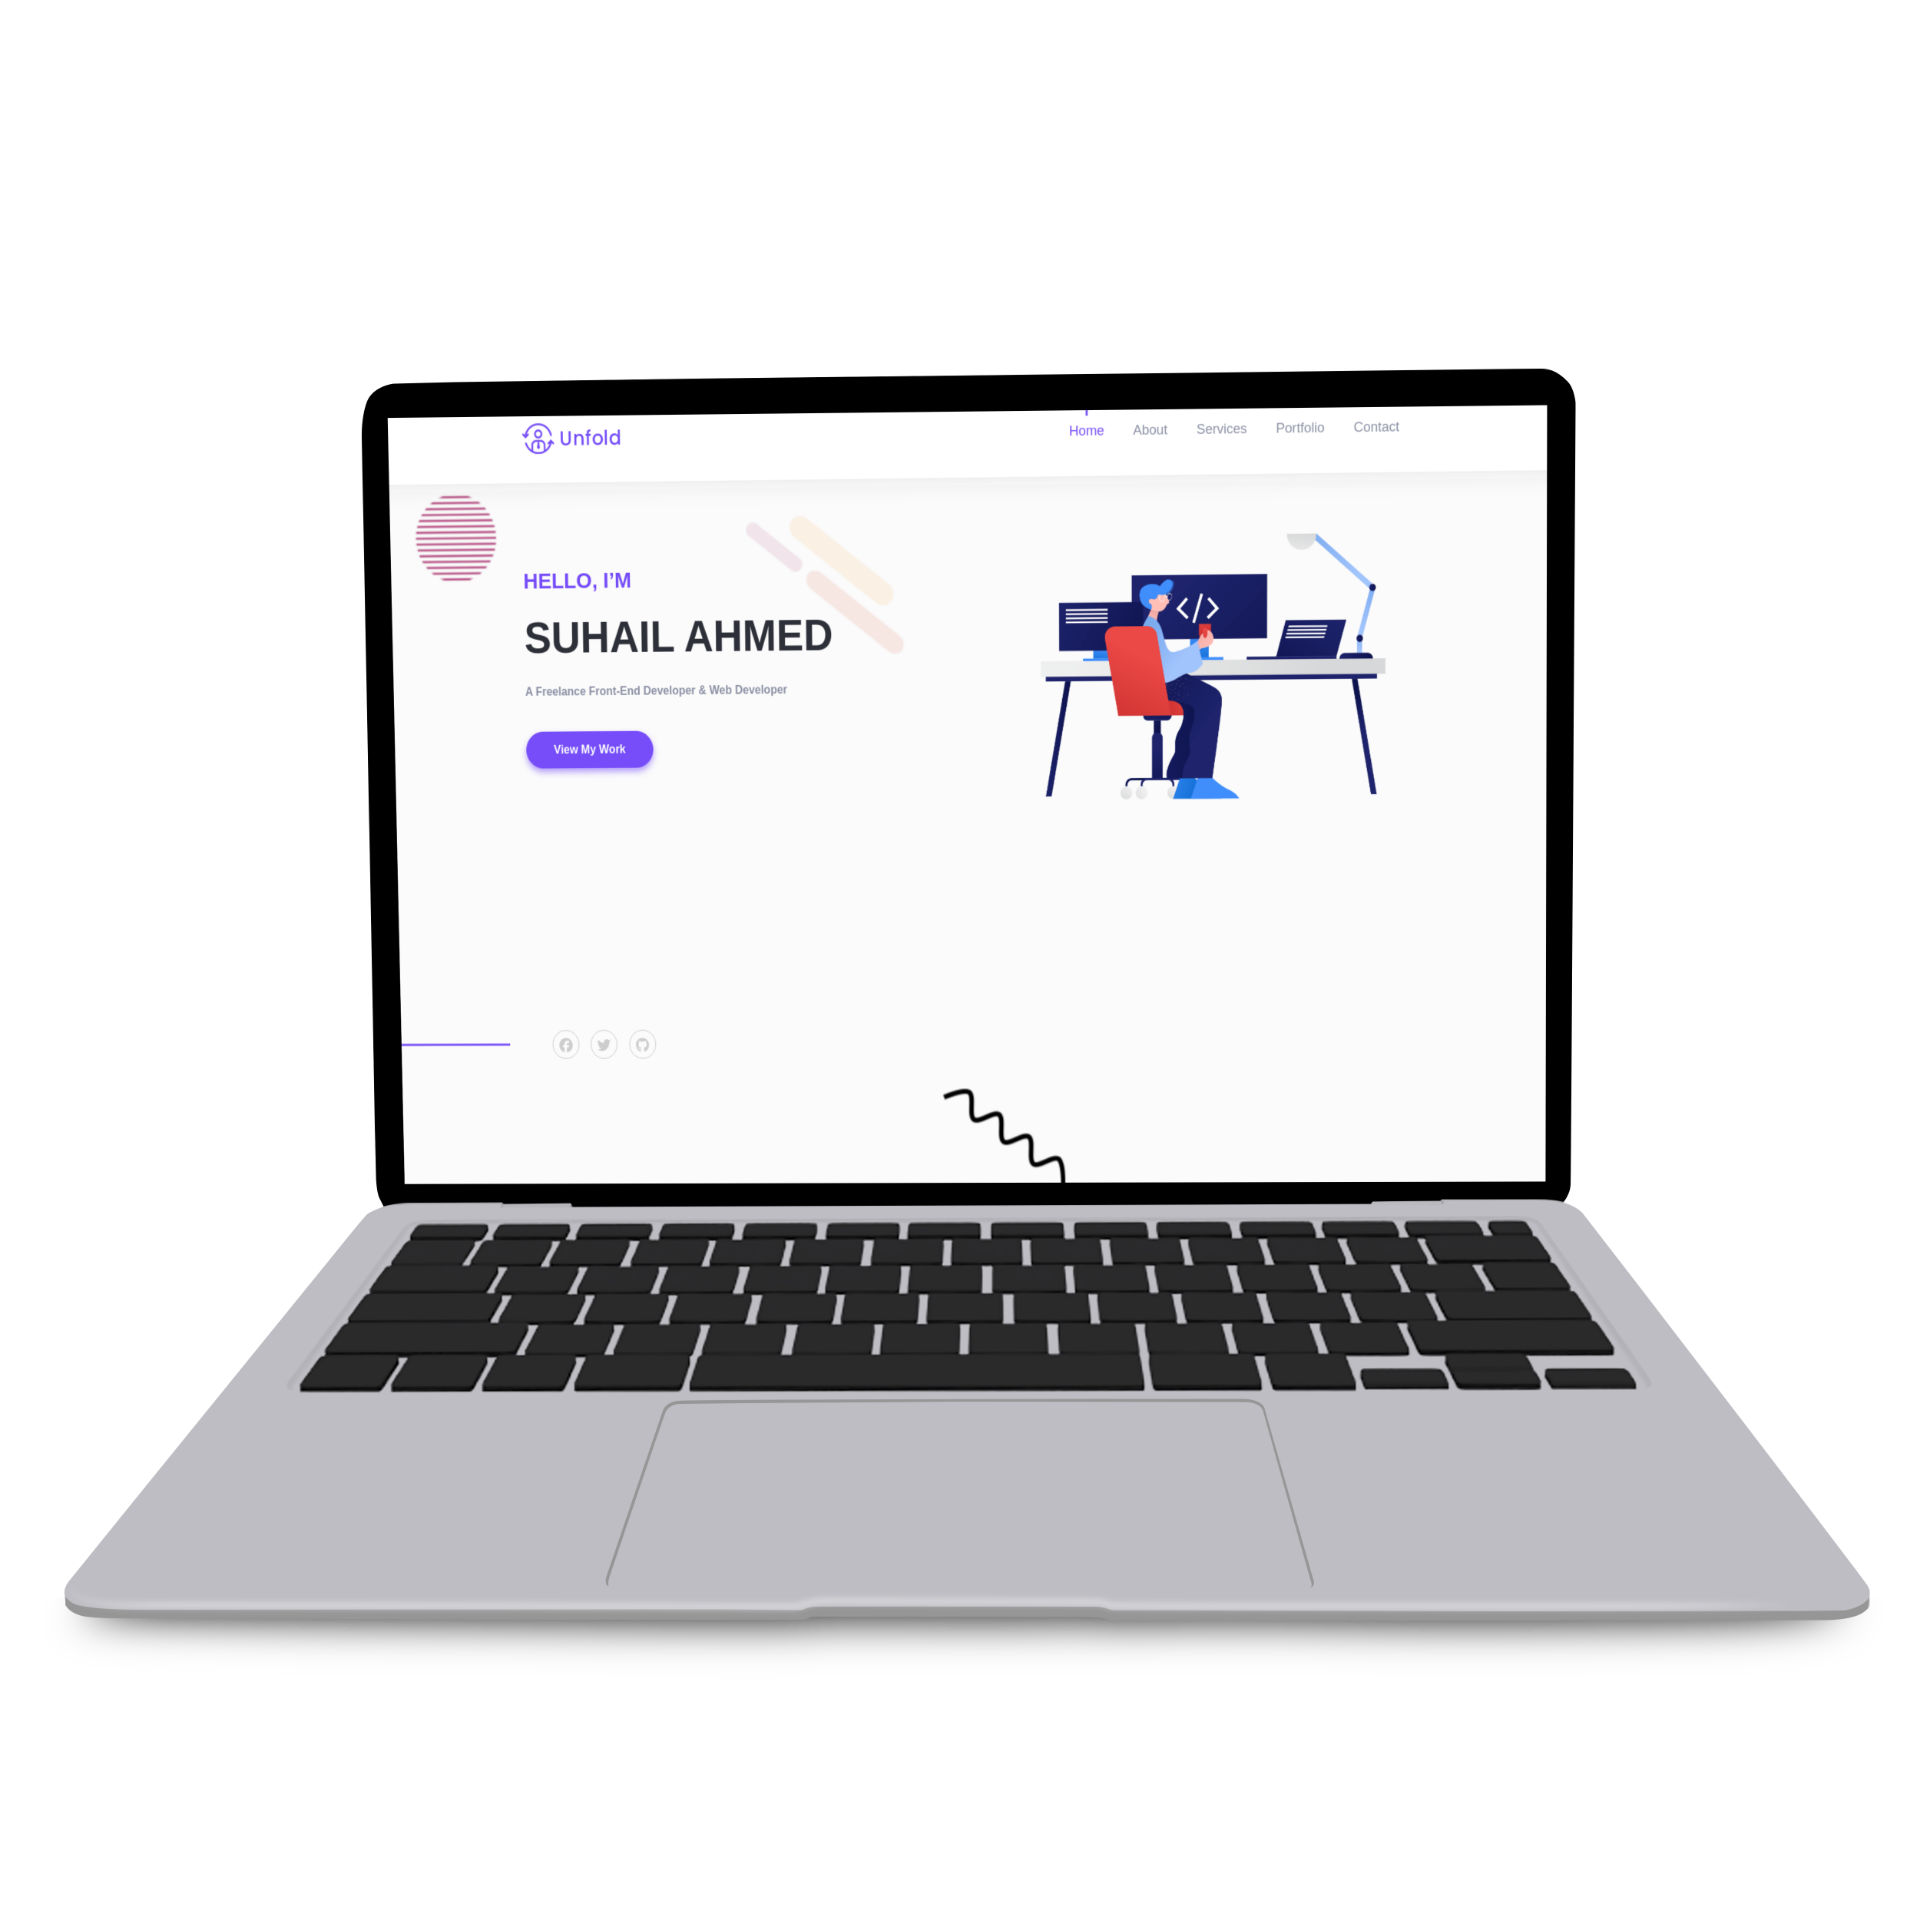 Unfold
Home About Services Portfolio Contact
HELLO, I’M
SUHAIL AHMED
A Freelance Front-End Developer & Web Developer
View My Work